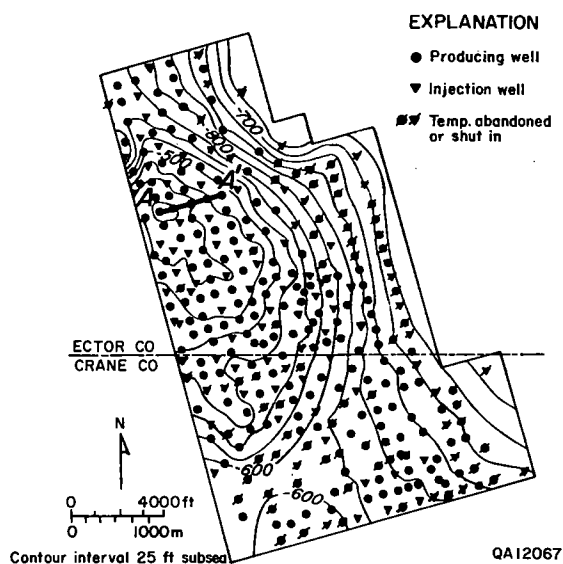 EXPLANATION
Producing well
Injection well
Temp. abandoned
or shut in
-700
-600
-500
A
A'
ECTOR CO
CRANE CO
N
-600
-600
0 4000 ft
0 1000 m
Contour interval 25 ft subsea
QA12067